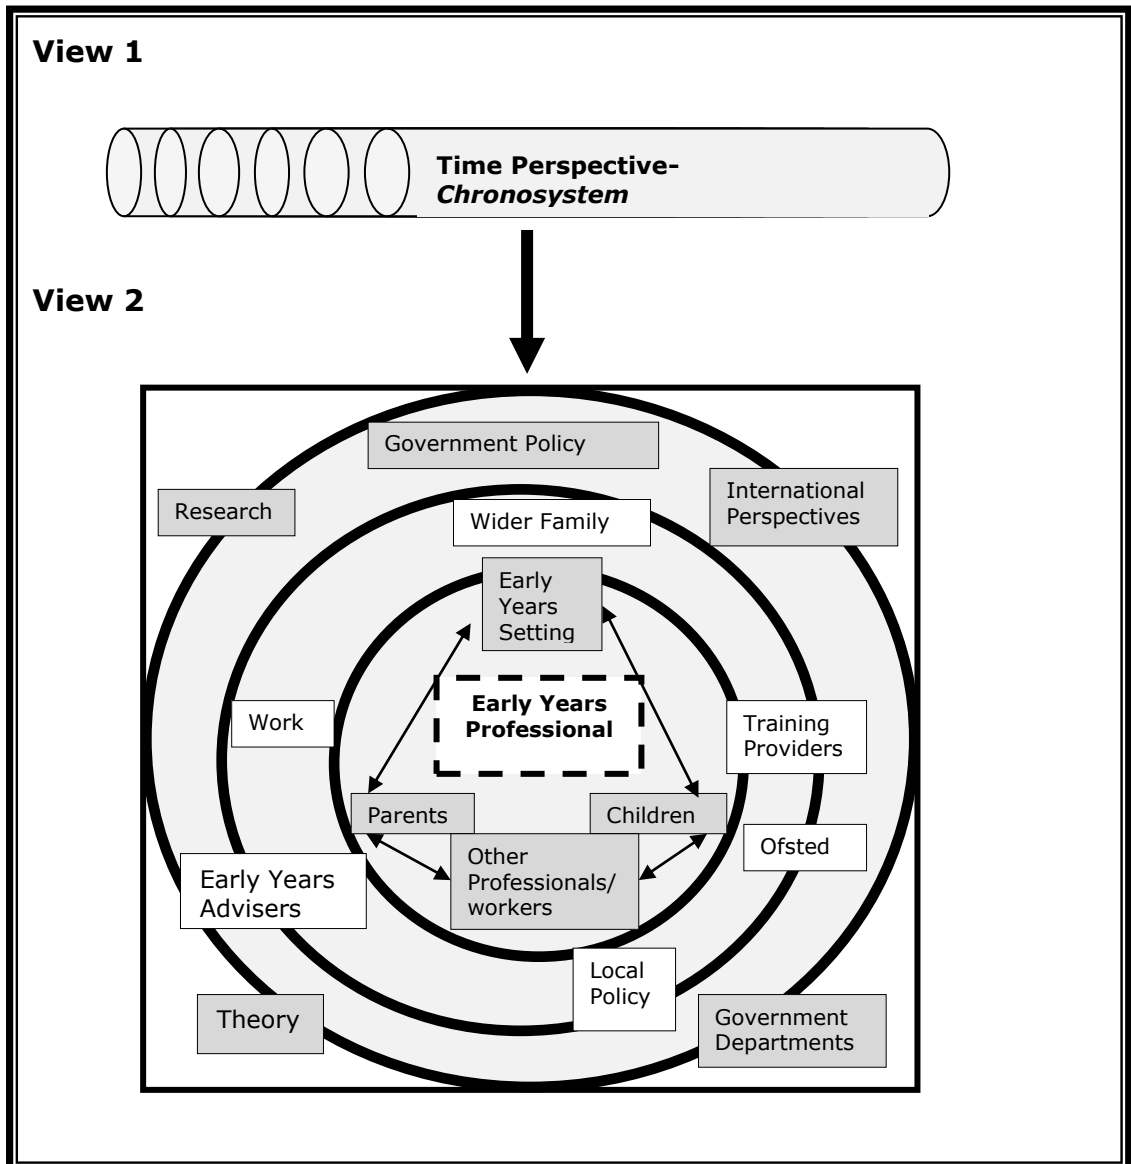 View 1
Time Perspective–
Chronosystem
View 2
Government Policy
Research
International
Perspectives
Wider Family
Early
Years
Setting
Early Years
Professional
Work
Training
Providers
Parents
Children
Ofsted
Other
Professionals/
workers
Early Years
Advisers
Local
Policy
Theory
Government
Departments